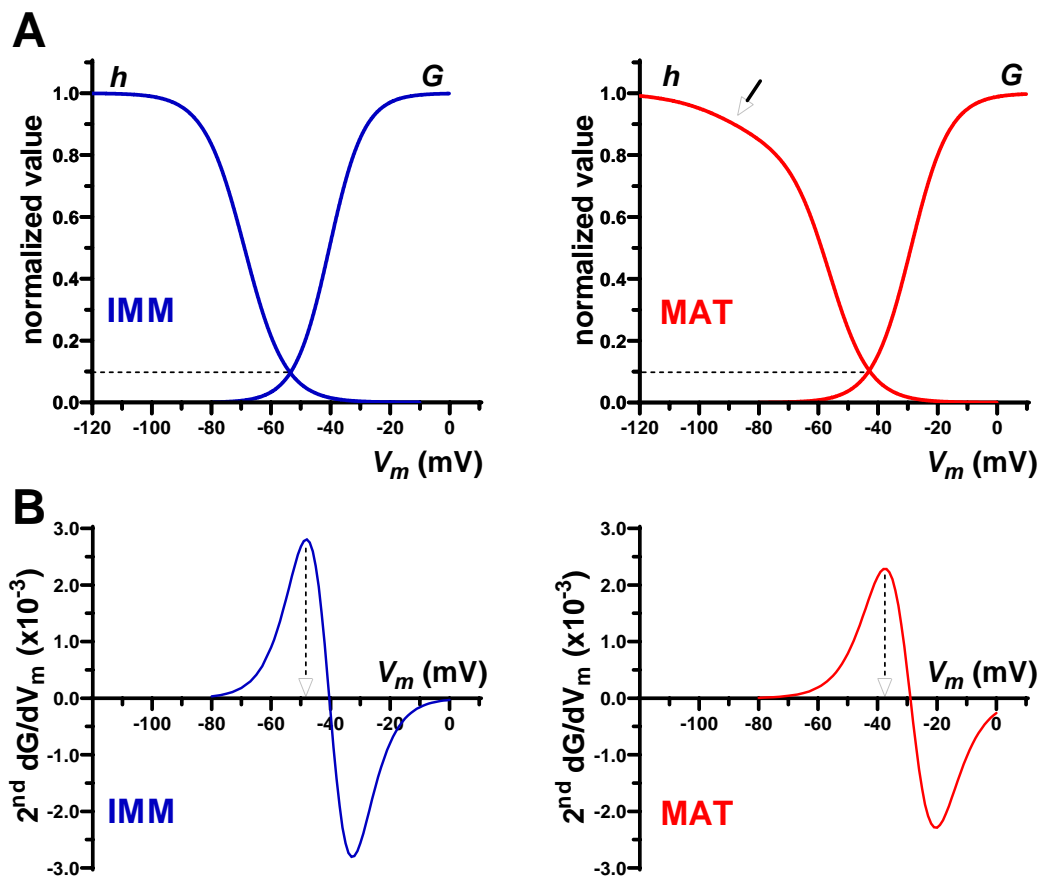 A
h G
1.0
0.8
0.6
0.4
0.2
0.0
normalized value
IMM
-120 -100 -80 -60 -40 -20 0
Vm (mV)
h G
1.0
0.8
0.6
0.4
0.2
0.0
normalized value
MAT
-120 -100 -80 -60 -40 -20 0
Vm (mV)
B
3.0
2.0
1.0
0.0
-1.0
-2.0
-3.0
2nd dG/dVm (x10-3)
Vm (mV)
-100 -80 -60 -40 -20 0
IMM
3.0
2.0
1.0
0.0
-1.0
-2.0
-3.0
2nd dG/dVm (x10-3)
Vm (mV)
-100 -80 -60 -40 -20 0
MAT